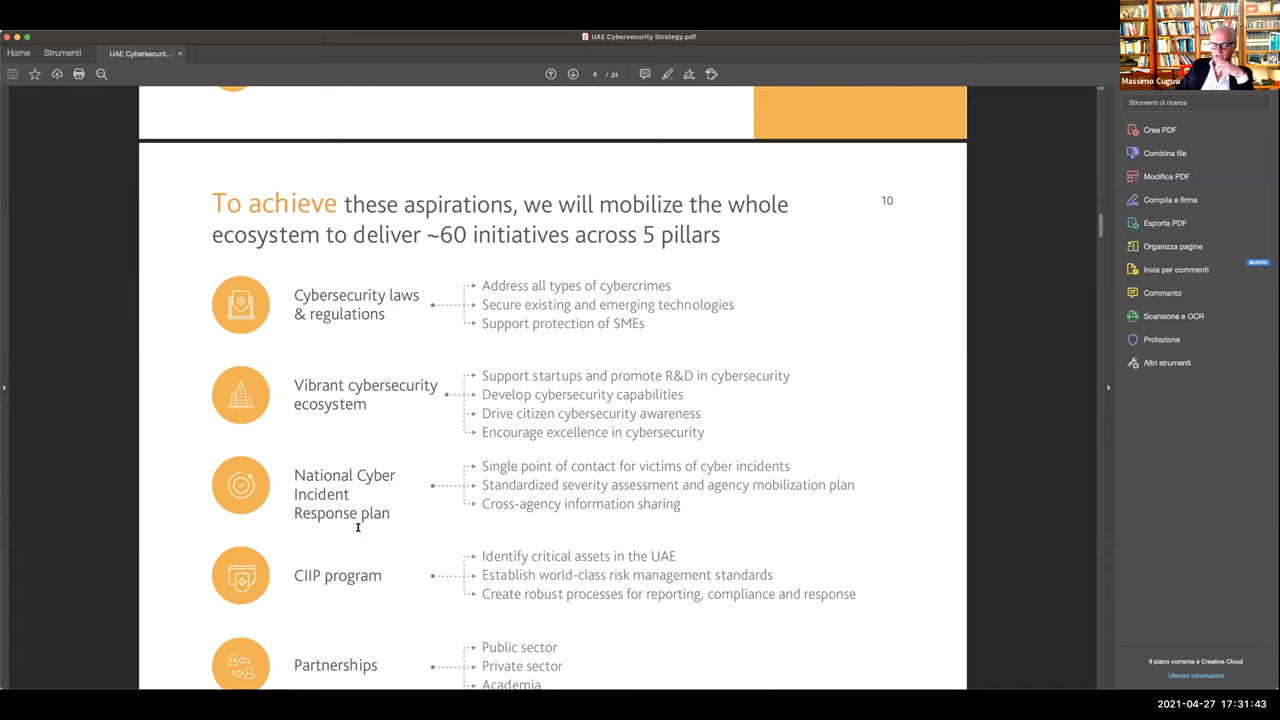 UAE Cybersecurity Strategy.pdf
Home Strumenti UAE Cybersecurit... ×
6 / 24
Massimo Cugusi
Strumenti di ricerca
Crea PDF
Combina file
Modifica PDF
Compila e firma
Esporta PDF
Organizza pagine
NUOVO
Invia per commenti
Commento
Scansione e OCR
Protezione
Altri strumenti
Il piano corrente è Creative Cloud
Ulteriori informazioni
To achieve these aspirations, we will mobilize the whole
ecosystem to deliver ~60 initiatives across 5 pillars
10
Cybersecurity laws
& regulations
Address all types of cybercrimes
Secure existing and emerging technologies
Support protection of SMEs
Vibrant cybersecurity
ecosystem
Support startups and promote R&D in cybersecurity
Develop cybersecurity capabilities
Drive citizen cybersecurity awareness
Encourage excellence in cybersecurity
National Cyber
Incident
Response plan
Single point of contact for victims of cyber incidents
Standardized severity assessment and agency mobilization plan
Cross-agency information sharing
CIIP program
Identify critical assets in the UAE
Establish world-class risk management standards
Create robust processes for reporting, compliance and response
Partnerships
Public sector
Private sector
Academia
2021-04-27 17:31:43